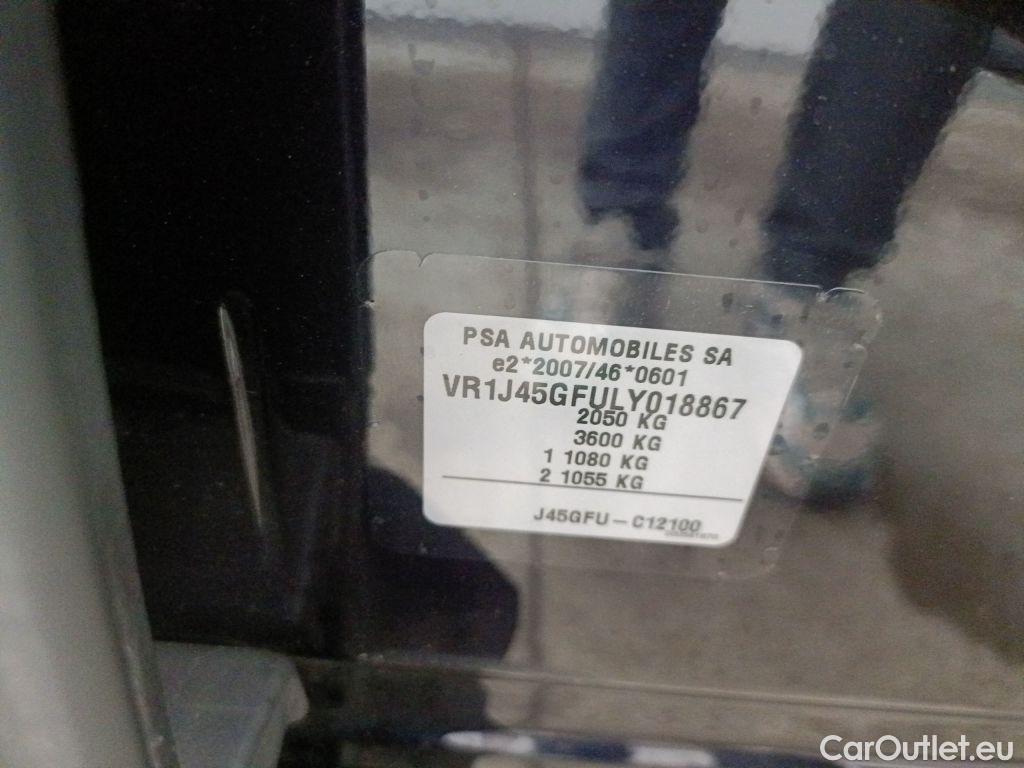 PSA AUTOMOBILES SA
e2*2007/46*0601
VR1J45GFULY018867
2050 KG
3600 KG
1 1080 KG
2 1055 KG
J45GFU – C12100
CarOutlet.eu